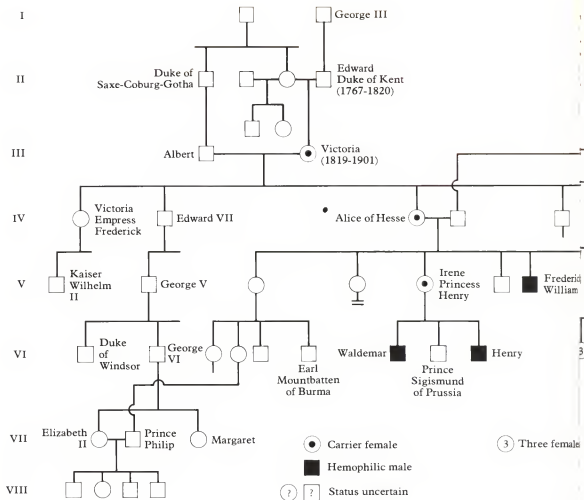 I
George III
II
Duke of
Saxe-Coburg-Gotha
Edward
Duke of Kent
(1767-1820)
III
Albert
Victoria
(1819-1901)
IV
Victoria
Empress
Frederick
Edward VII
Alice of Hesse
V
Kaiser
Wilhelm
II
George V
Irene
Princess
Henry
William
VI
Duke
of
Windsor
George
VI
Earl
Mountbatten
of Burma
Waldemar
Prince
Sigismund
of Prussia
Henry
3
VII
Elizabeth
II
Prince
Philip
Margaret
Carrier female
3 Three female
Hemophilic male
VIII
? ? Status uncertain